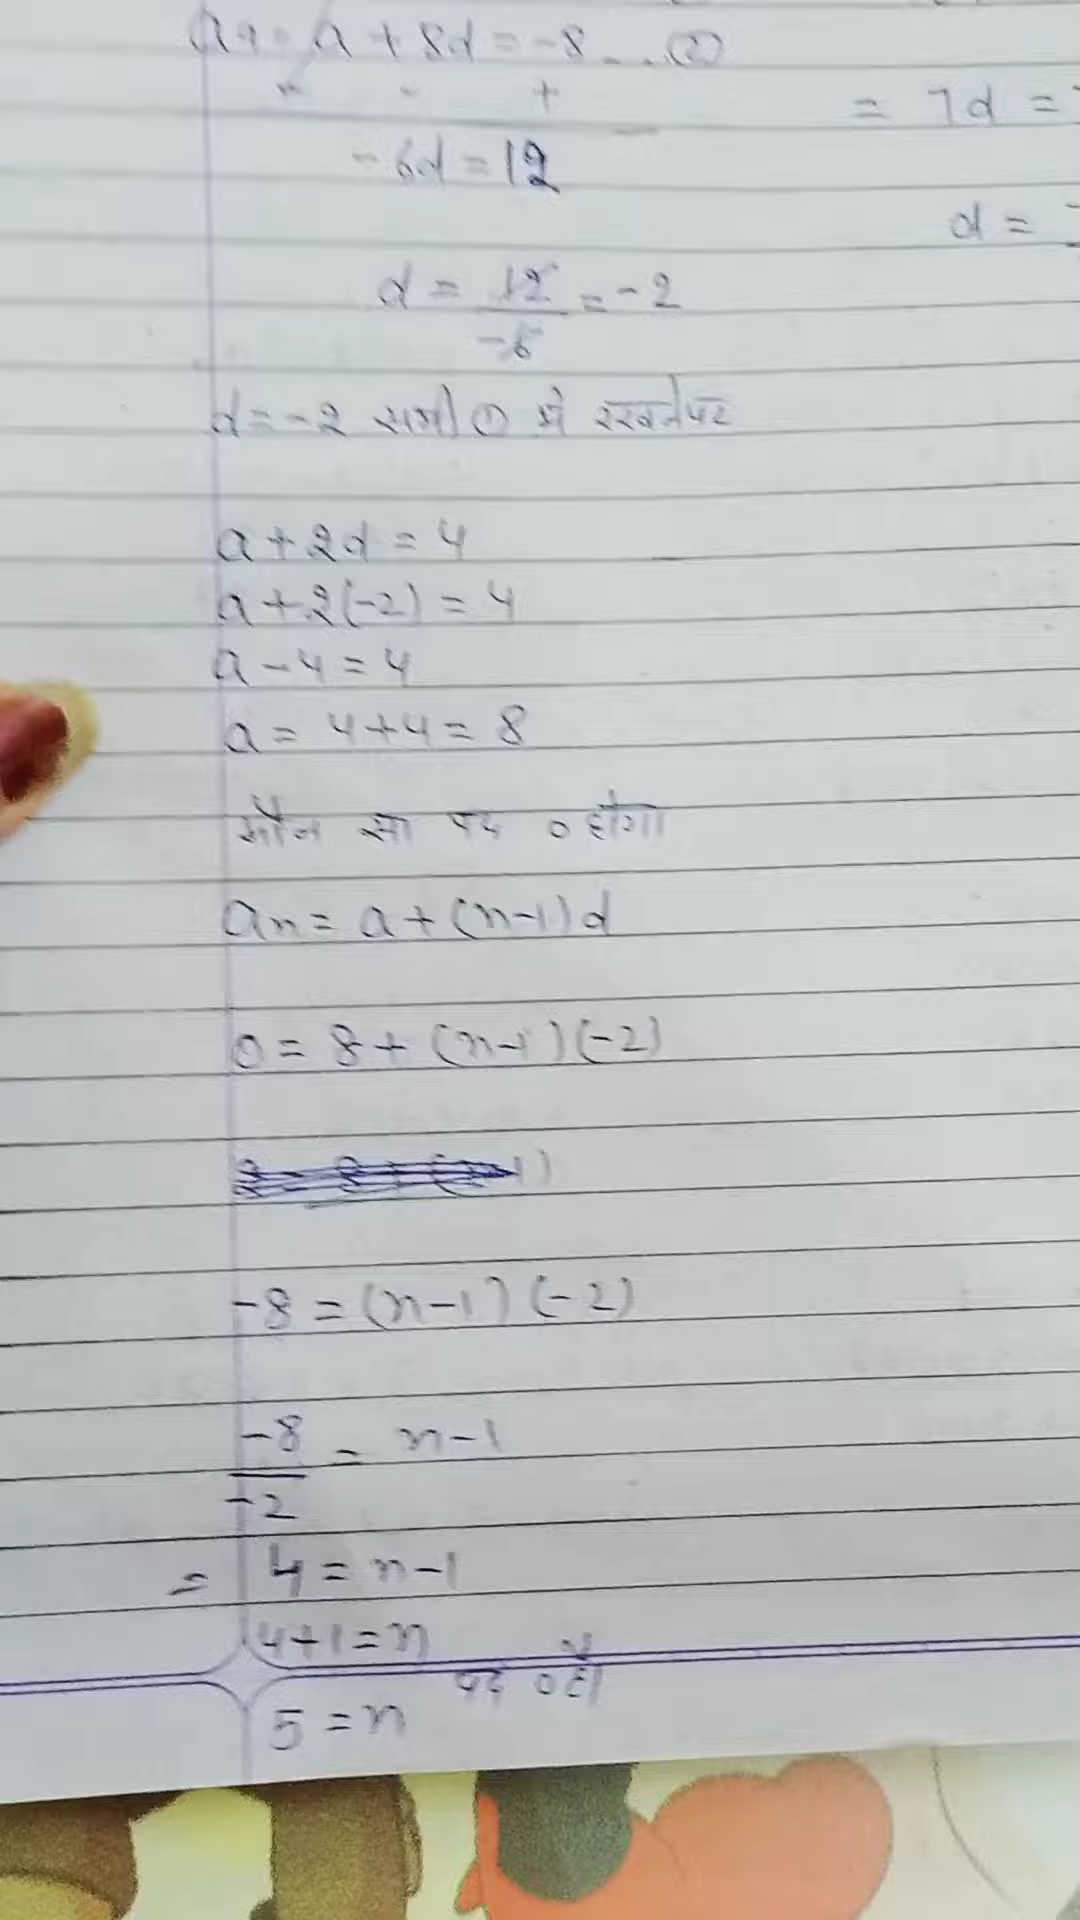 a9 = a + 8d = -8 ... ②
- - +
= 7d =
-6d = 12
d =
d = 12/-6 = -2
d = -2 समी ① मे रखनेपर
a + 2d = 4
a + 2(-2) = 4
a - 4 = 4
a = 4+4 = 8
कौन सा पद 0 होगा
an = a + (n-1)d
0 = 8 + (n-1)(-2)
-8 = (n-1)(-2)
-8/-2 = n-1
= 4 = n-1
4+1 = n
5 = n पद 0 है